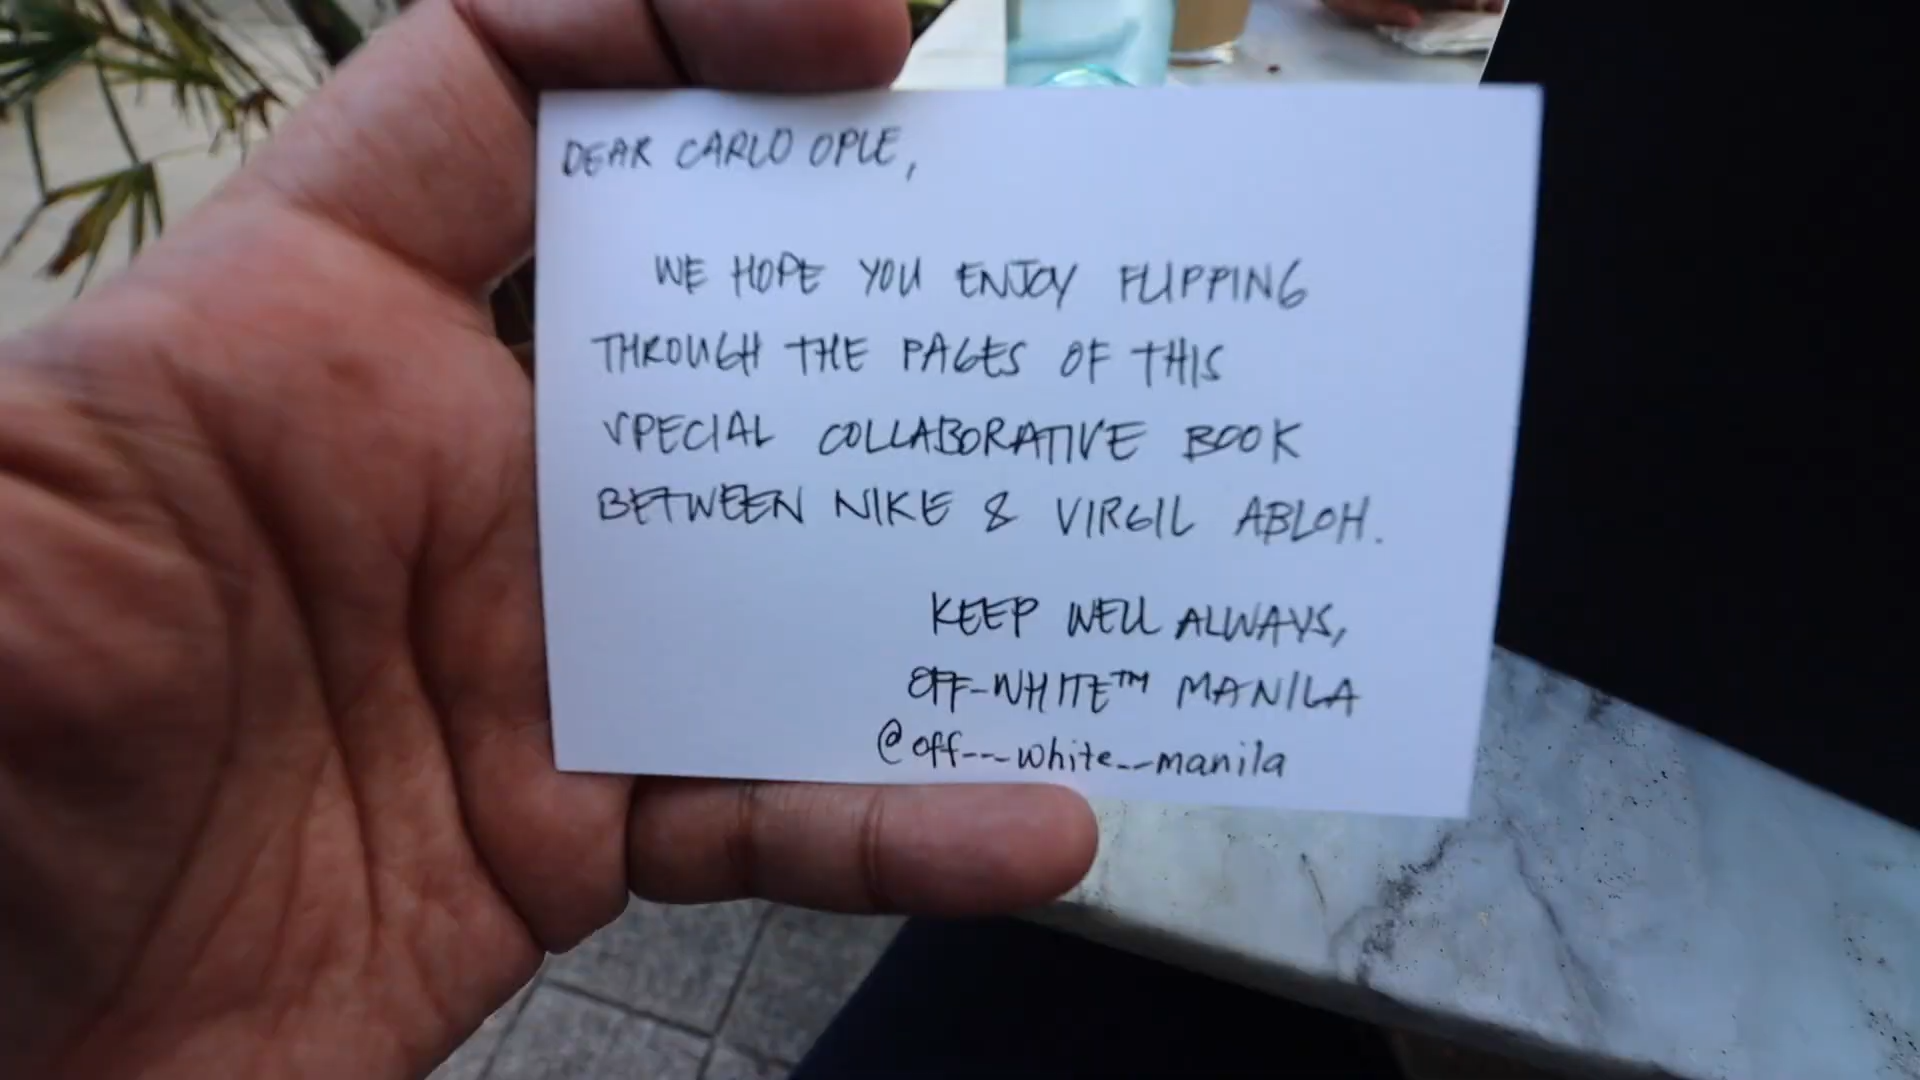 DEAR CARLO OPLE,
WE HOPE YOU ENJOY FLIPPING
THROUGH THE PAGES OF THIS
SPECIAL COLLABORATIVE BOOK
BETWEEN NIKE & VIRGIL ABLOH.
KEEP WELL ALWAYS,
OFF-WHITE™ MANILA
@off---white--manila